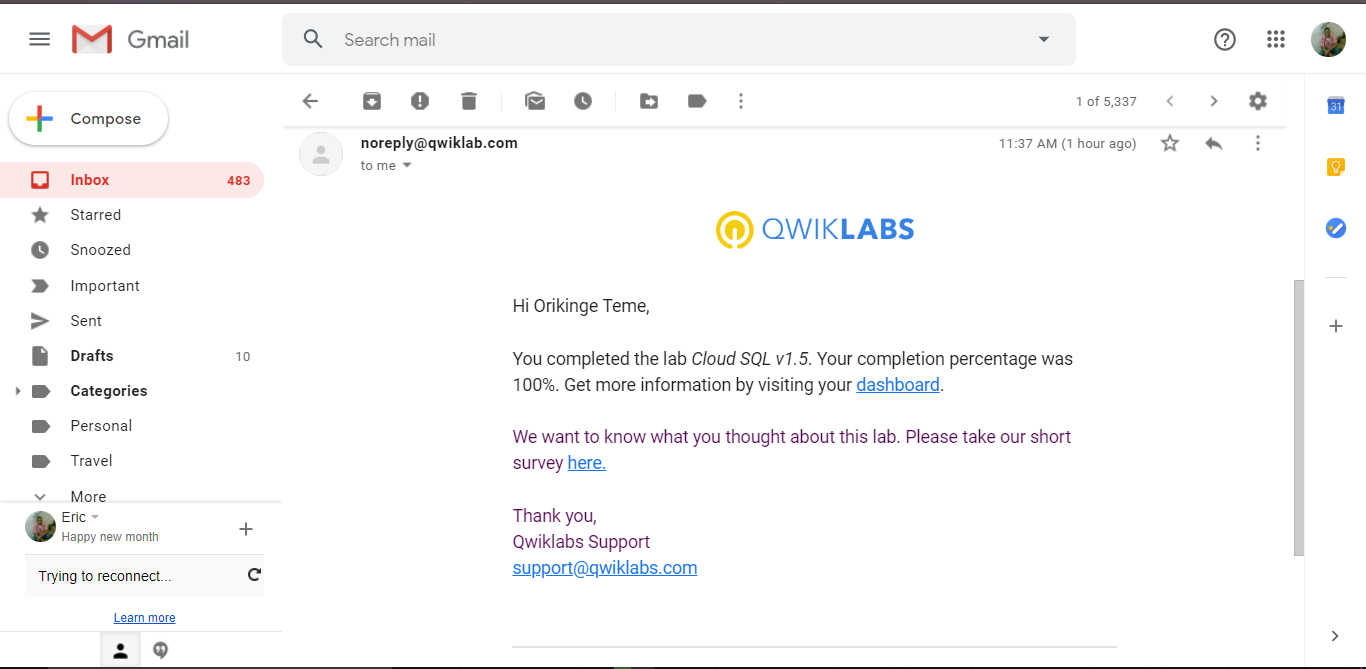 Gmail
Search mail
Compose
1 of 5,337
31
Inbox 483
Starred
Snoozed
Important
Sent
Drafts 10
Categories
Personal
Travel
More
Eric
Happy new month
Trying to reconnect...
Learn more
noreply@qwiklab.com
11:37 AM (1 hour ago)
to me
QWIKLABS
Hi Orikinge Teme,
You completed the lab Cloud SQL v1.5. Your completion percentage was
100%. Get more information by visiting your dashboard.
We want to know what you thought about this lab. Please take our short
survey here.
Thank you,
Qwiklabs Support
support@qwiklabs.com